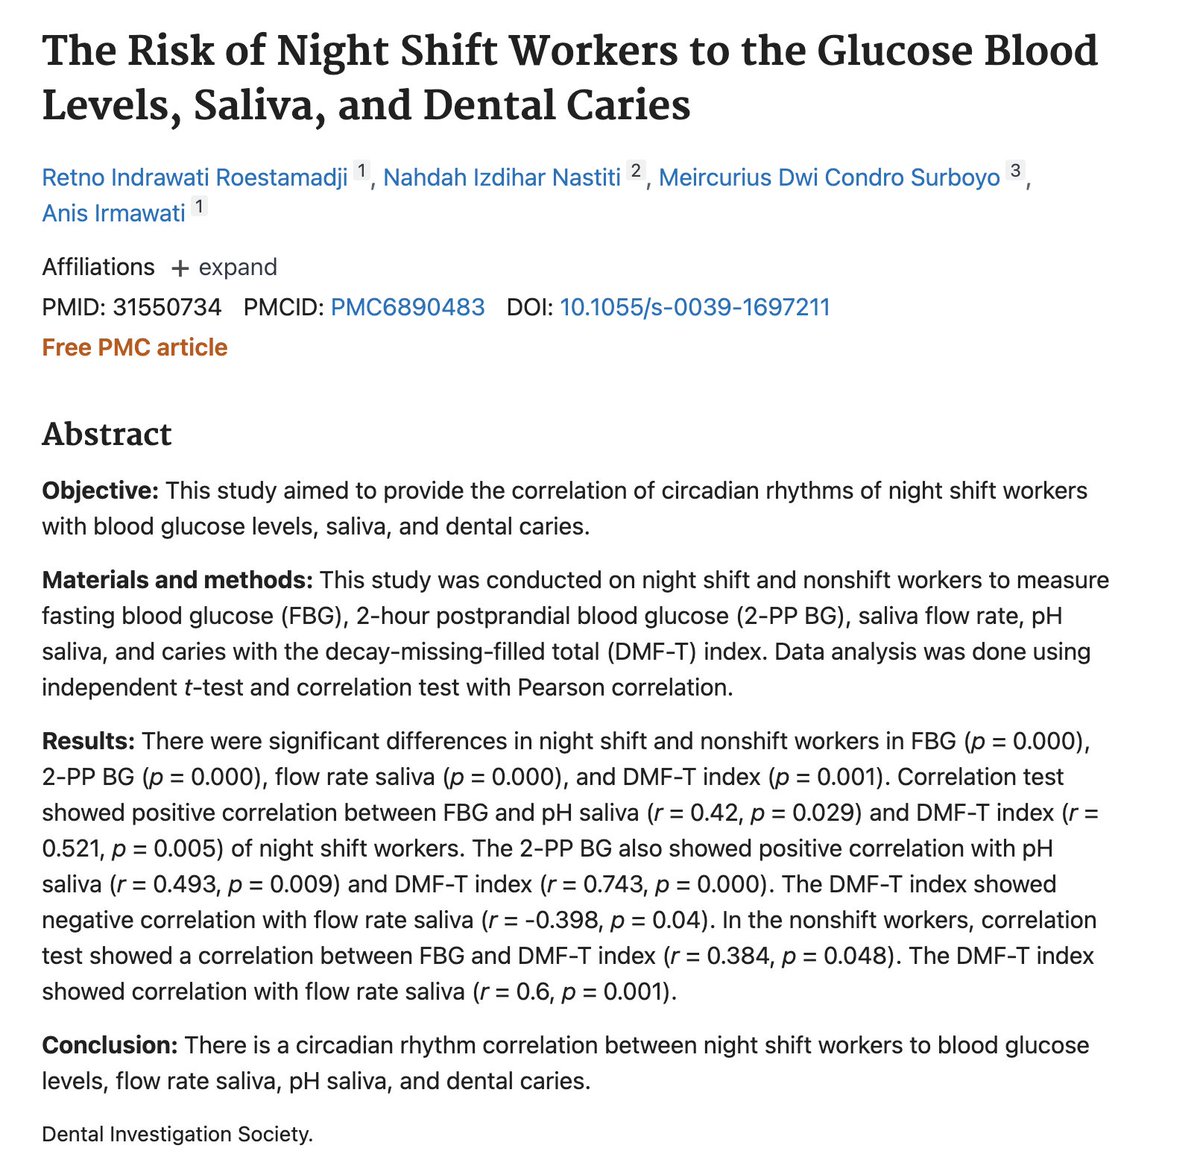 The Risk of Night Shift Workers to the Glucose Blood
Levels, Saliva, and Dental Caries
Retno Indrawati Roestamadji 1, Nahdah Izdihar Nastiti 2, Meircurius Dwi Condro Surboyo 3,
Anis Irmawati 1
Affiliations + expand
PMID: 31550734 PMCID: PMC6890483 DOI: 10.1055/s-0039-1697211
Free PMC article
Abstract
Objective: This study aimed to provide the correlation of circadian rhythms of night shift workers
with blood glucose levels, saliva, and dental caries.
Materials and methods: This study was conducted on night shift and nonshift workers to measure
fasting blood glucose (FBG), 2-hour postprandial blood glucose (2-PP BG), saliva flow rate, pH
saliva, and caries with the decay-missing-filled total (DMF-T) index. Data analysis was done using
independent t-test and correlation test with Pearson correlation.
Results: There were significant differences in night shift and nonshift workers in FBG (p = 0.000),
2-PP BG (p = 0.000), flow rate saliva (p = 0.000), and DMF-T index (p = 0.001). Correlation test
showed positive correlation between FBG and pH saliva (r = 0.42, p = 0.029) and DMF-T index (r =
0.521, p = 0.005) of night shift workers. The 2-PP BG also showed positive correlation with pH
saliva (r = 0.493, p = 0.009) and DMF-T index (r = 0.743, p = 0.000). The DMF-T index showed
negative correlation with flow rate saliva (r = -0.398, p = 0.04). In the nonshift workers, correlation
test showed a correlation between FBG and DMF-T index (r = 0.384, p = 0.048). The DMF-T index
showed correlation with flow rate saliva (r = 0.6, p = 0.001).
Conclusion: There is a circadian rhythm correlation between night shift workers to blood glucose
levels, flow rate saliva, pH saliva, and dental caries.
Dental Investigation Society.